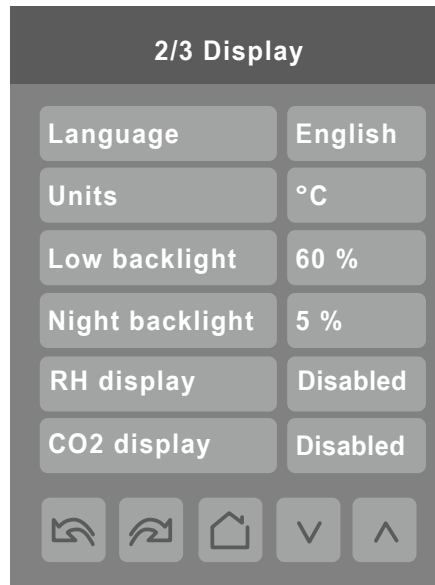 2/3 Display
Language English
Units °C
Low backlight 60 %
Night backlight 5 %
RH display Disabled
CO2 display Disabled